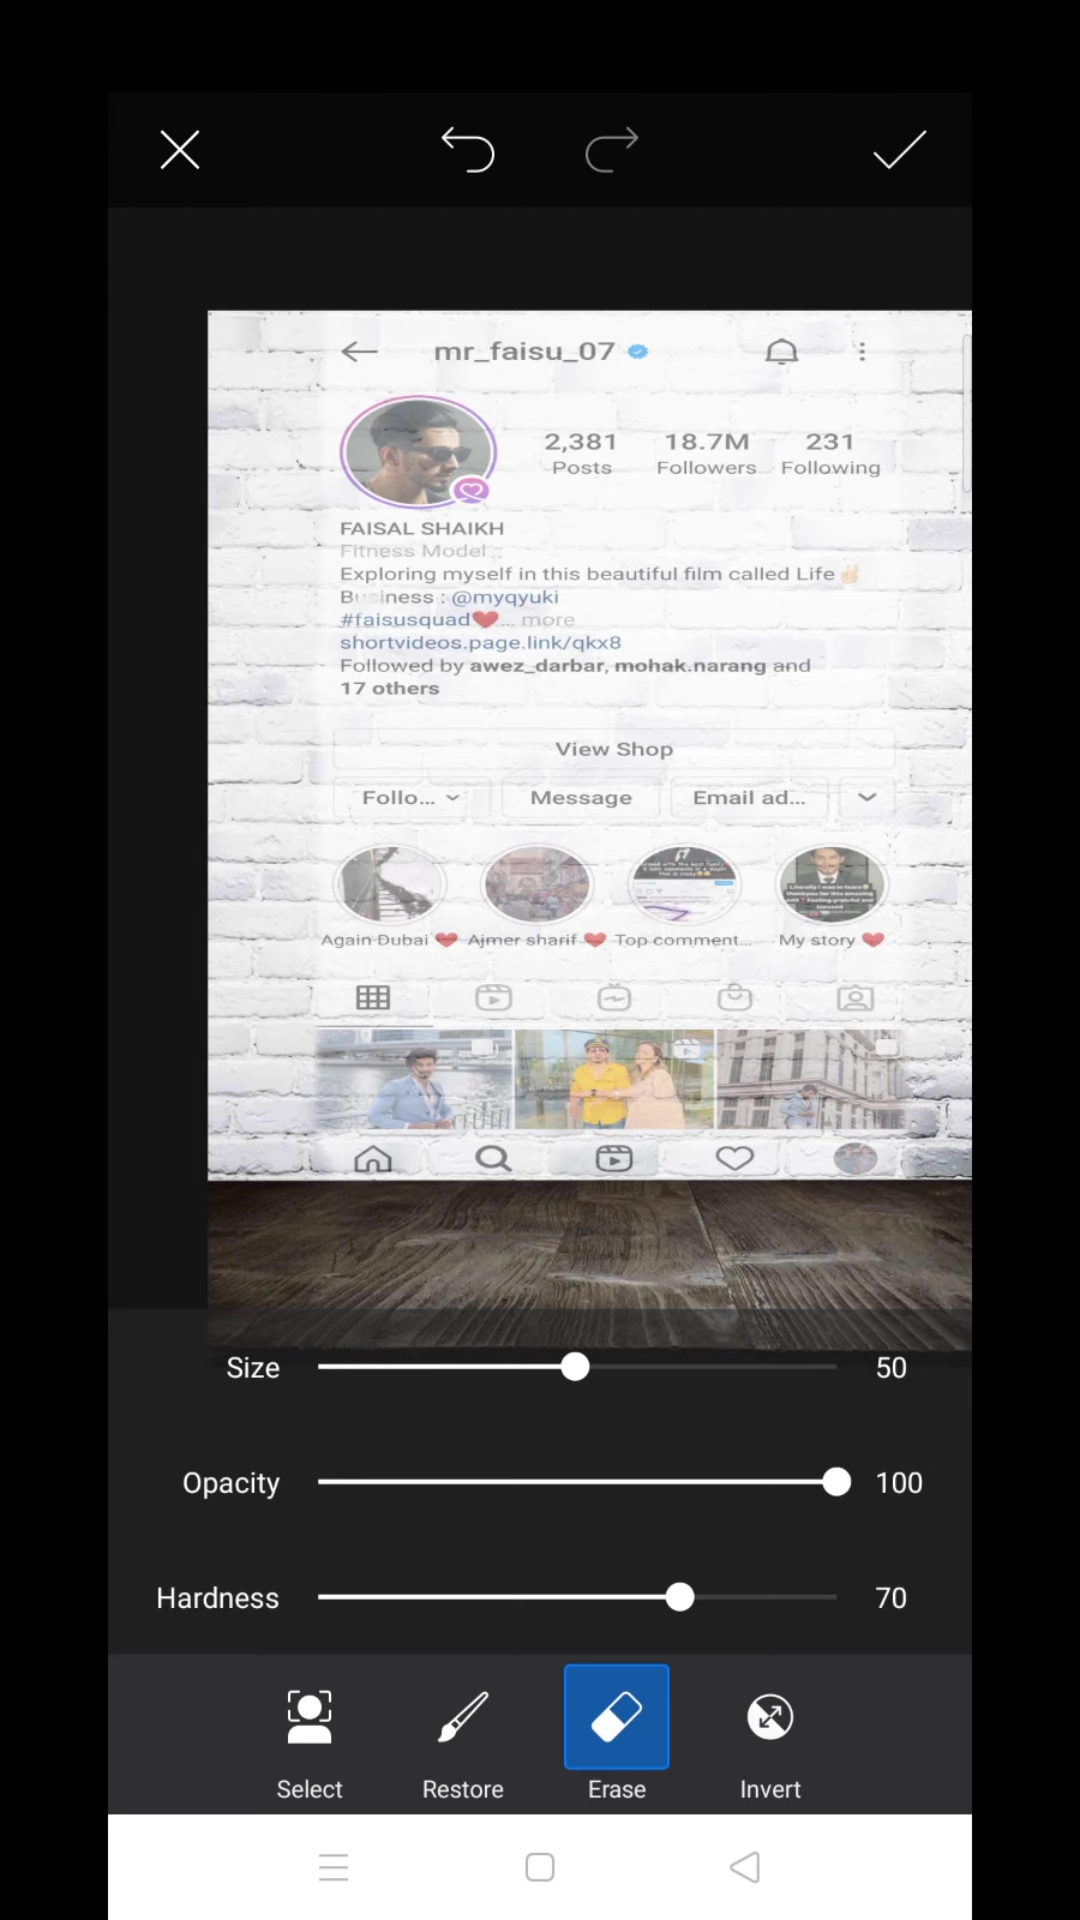 mr_faisu_07
2,381 18.7M 231
Posts Followers Following
FAISAL SHAIKH
Fitness Model
Exploring myself in this beautiful film called Life✌
Business : @myqyuki
#faisusquad❤... more
shortvideos.page.link/qkx8
Followed by awez_darbar, mohak.narang and
17 others
View Shop
Follo... Message Email ad...
Again Dubai ❤ Ajmer sharif ❤ Top comment... My story ❤
Size 50
Opacity 100
Hardness 70
Select Restore Erase Invert